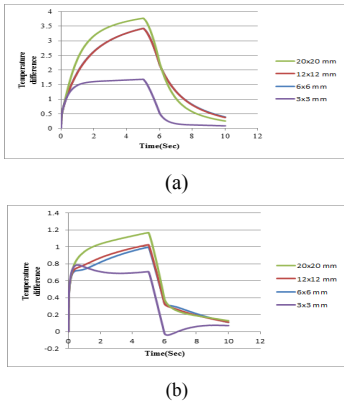 4
3.5
3
2.5
2
1.5
1
0.5
0
Temperature
difference
0 2 4 6 8 10 12
Time(Sec)
20x20 mm
12x12 mm
6x6 mm
3x3 mm
(a)
1.4
1.2
1
0.8
0.6
0.4
0.2
0
-0.2
Temperature
difference
0.0 2 4 6 8 10 12
Time(Sec)
20x20 mm
12x12 mm
6x6 mm
3x3 mm
(b)